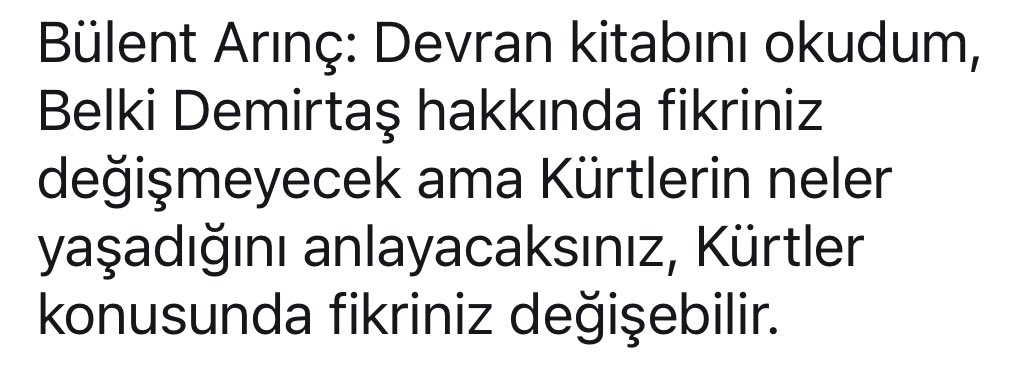 Bülent Arınç: Devran kitabını okudum,
Belki Demirtaş hakkında fikriniz
değişmeyecek ama Kürtlerin neler
yaşadığını anlayacaksınız, Kürtler
konusunda fikriniz değişebilir.